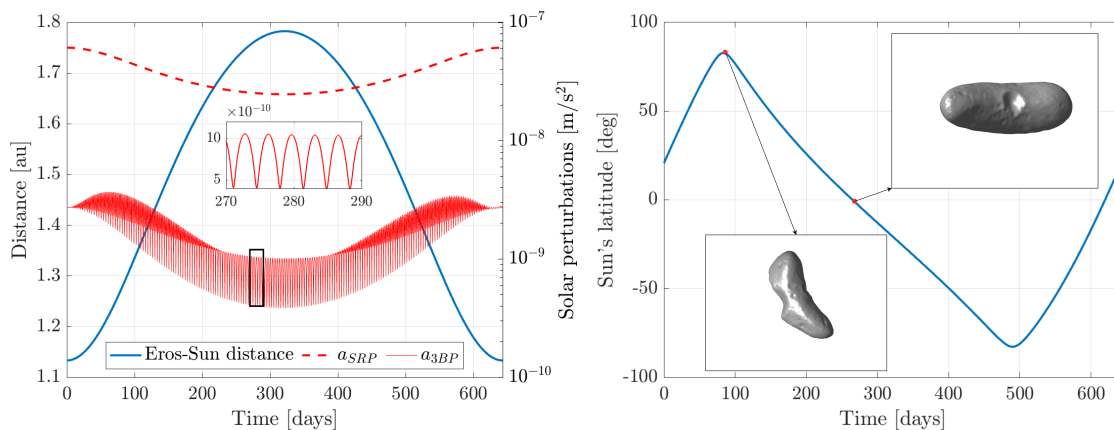 1.8
1.7
1.6
1.5
1.4
1.3
1.2
1.1
Distance [au]
0 100 200 300 400 500 600
Time [days]
10^-7
10^-8
10^-9
10^-10
Solar perturbations [m/s^2]
×10^-10
10
5
270 280 290
Eros-Sun distance a_SRP a_3BP
100
50
0
-50
-100
Sun's latitude [deg]
0 100 200 300 400 500 600
Time [days]